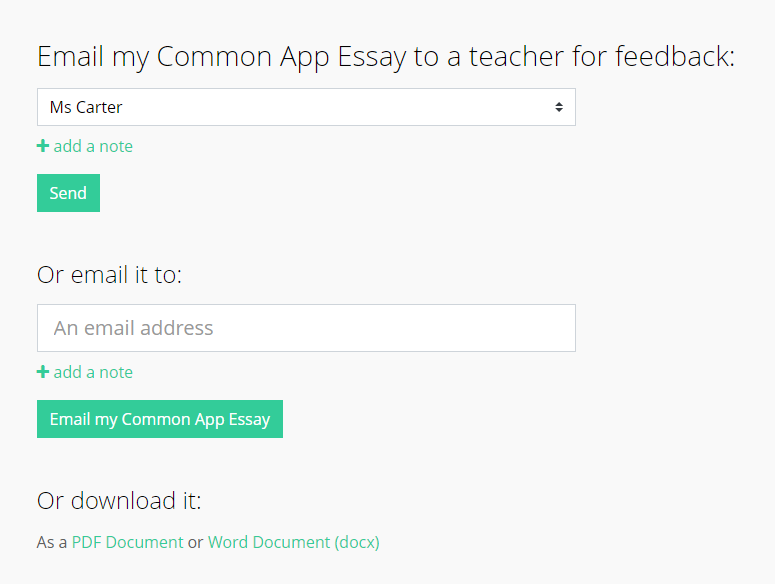 Email my Common App Essay to a teacher for feedback:
Ms Carter
+ add a note
Send
Or email it to:
An email address
+ add a note
Email my Common App Essay
Or download it:
As a PDF Document or Word Document (docx)